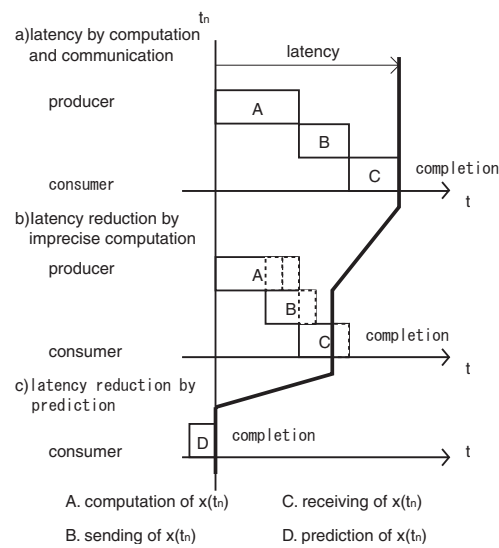 tn
a)latency by computation
and communication
latency
producer
A
B
C
completion
consumer
t
b)latency reduction by
imprecise computation
producer
A
B
C
completion
consumer
t
c)latency reduction by
prediction
D
completion
consumer
t
A. computation of x(tn)
C. receiving of x(tn)
B. sending of x(tn)
D. prediction of x(tn)